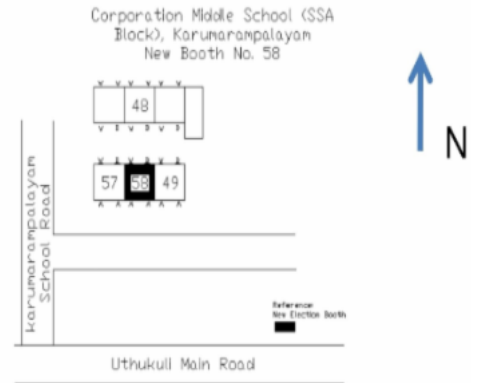 Corporation Middle School (SSA
Block), Karumarampalayam
New Booth No. 58
N
48
57 58 49
karumarampalayam
School Road
Reference
New Election Booth
Uthukuli Main Road